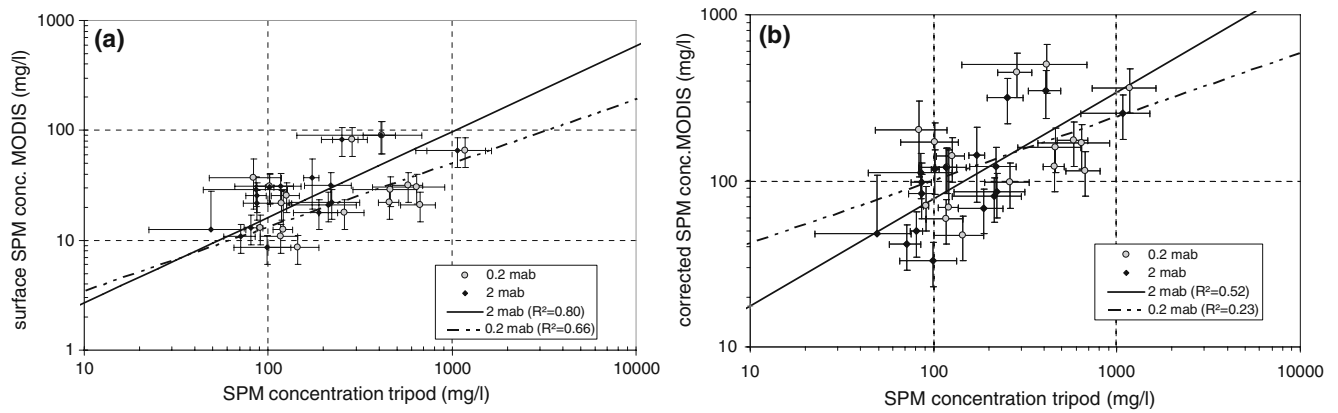 (a)
surface SPM conc. MODIS (mg/l)
1000
100
10
1
10
100
1000
10000
SPM concentration tripod (mg/l)
0.2 mab
2 mab
2 mab (R²=0.80)
0.2 mab (R²=0.66)
(b)
corrected SPM conc.MODIS (mg/l)
1000
100
10
10
100
1000
10000
SPM concentration tripod (mg/l)
0.2 mab
2 mab
2 mab (R²=0.52)
0.2 mab (R²=0.23)